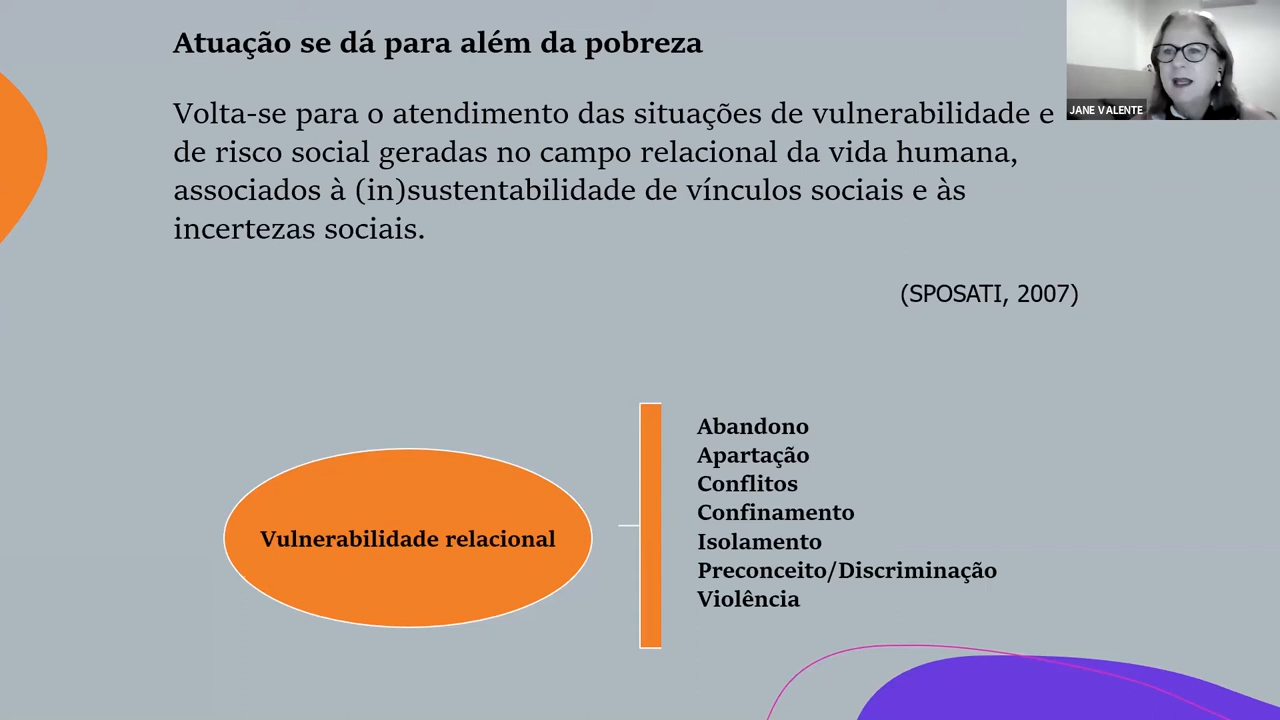 Atuação se dá para além da pobreza
JANE VALENTE
Volta-se para o atendimento das situações de vulnerabilidade e
de risco social geradas no campo relacional da vida humana,
associados à (in)sustentabilidade de vínculos sociais e às
incertezas sociais.
(SPOSATI, 2007)
Vulnerabilidade relacional
Abandono
Apartação
Conflitos
Confinamento
Isolamento
Preconceito/Discriminação
Violência